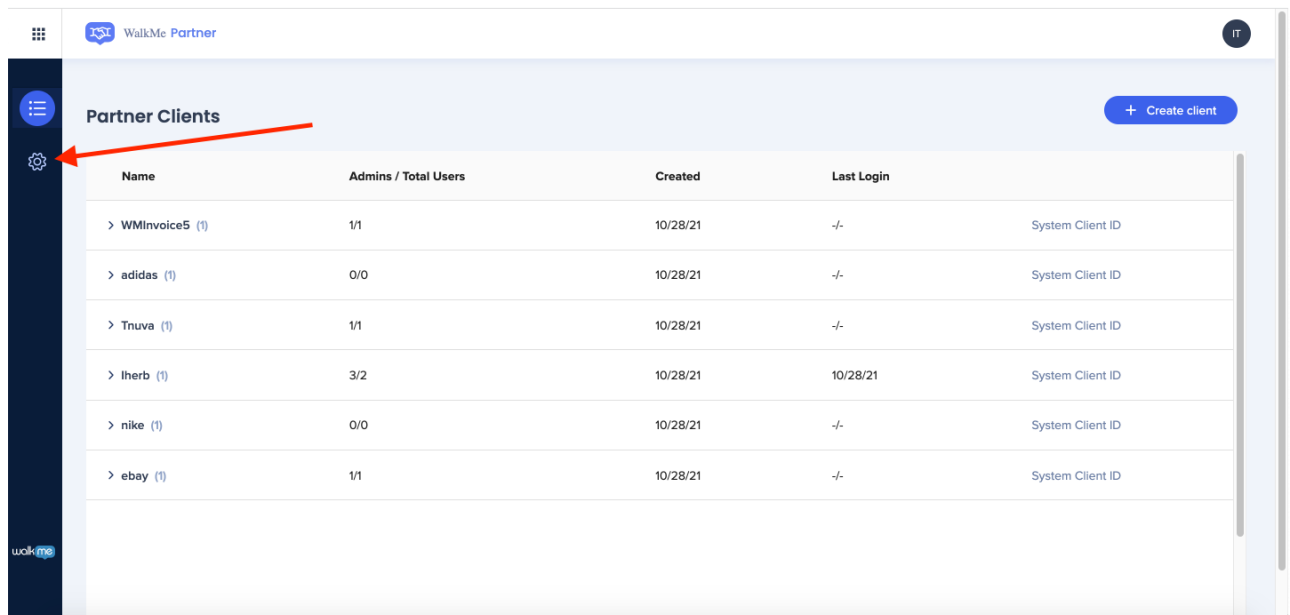 WalkMe Partner
IT
Partner Clients
+ Create client
Name Admins / Total Users Created Last Login
WMInvoice5 (1) 1/1 10/28/21 -/- System Client ID
adidas (1) 0/0 10/28/21 -/- System Client ID
Tnuva (1) 1/1 10/28/21 -/- System Client ID
Iherb (1) 3/2 10/28/21 10/28/21 System Client ID
nike (1) 0/0 10/28/21 -/- System Client ID
ebay (1) 1/1 10/28/21 -/- System Client ID
walkme